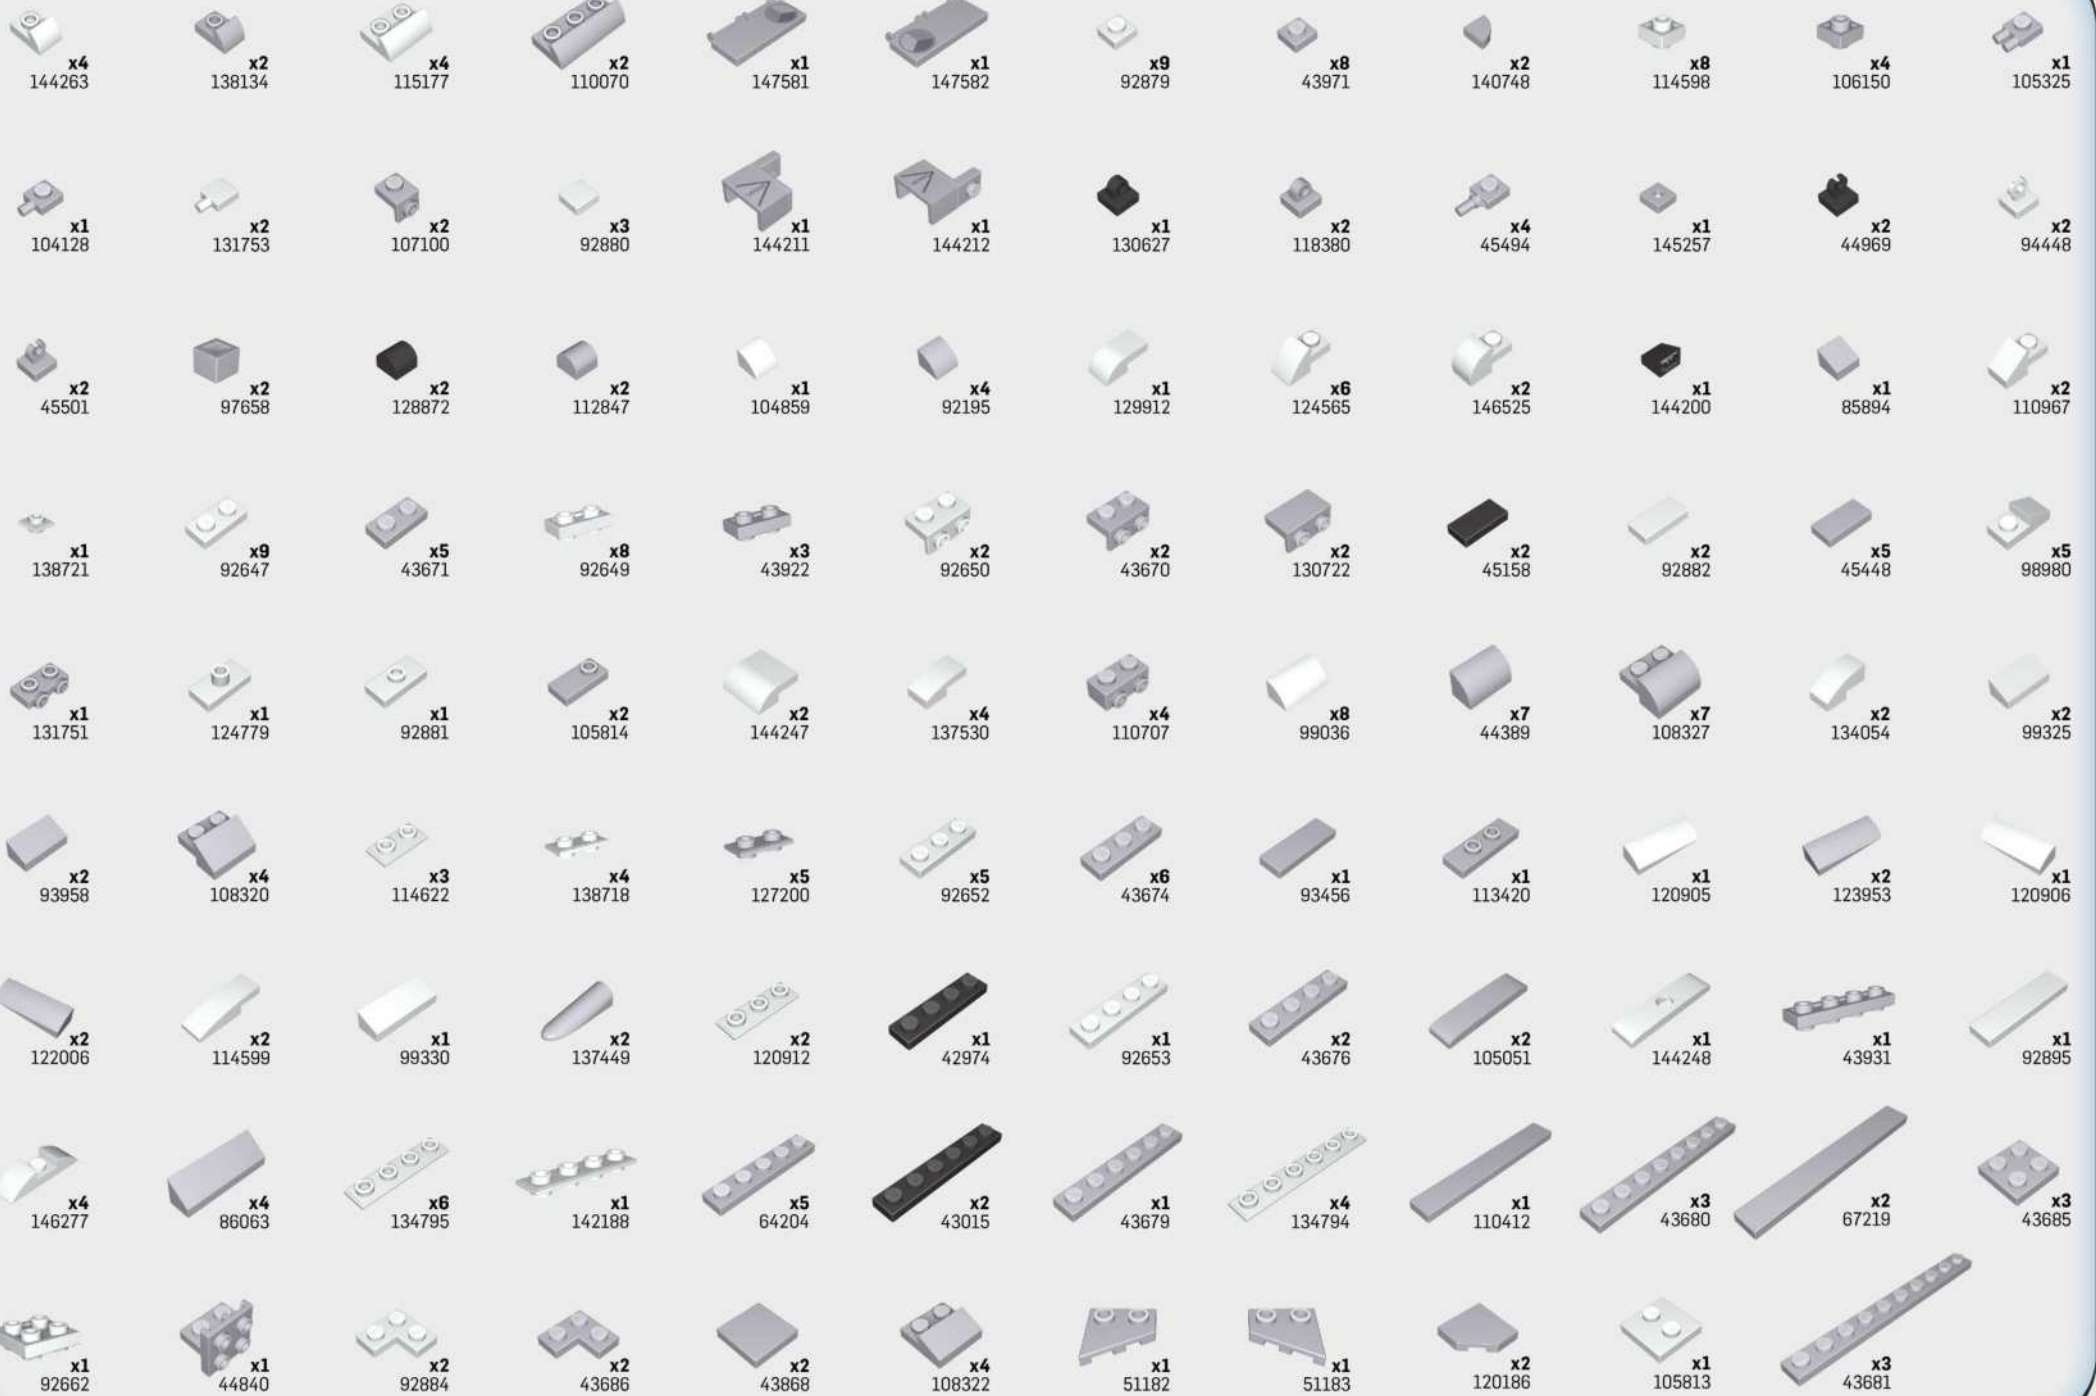 x4 x2 x4 x2 x1 x1 x9 x8 x2 x8 x4 x1
144263 138134 115177 110070 147581 147582 92879 43971 140748 114598 106150 105325
x1 x2 x2 x3 x1 x1 x1 x2 x4 x1 x2 x2
104128 131753 107100 92880 144211 144212 130627 118380 45494 145257 44969 94448
x2 x2 x2 x2 x1 x4 x1 x6 x2 x1 x1 x2
45501 97658 128872 112847 104859 92195 129912 124565 146525 144200 85894 110967
x1 x9 x5 x8 x3 x2 x2 x2 x2 x2 x5 x5
138721 92647 43671 92649 43922 92650 43670 130722 45158 92882 45448 98980
x1 x1 x1 x2 x2 x4 x4 x8 x7 x7 x2 x2
131751 124779 92881 105814 144247 137530 110707 99036 44389 108327 134054 99325
x2 x4 x3 x4 x5 x5 x6 x1 x1 x1 x2 x1
93958 108320 114622 138718 127200 92652 43674 93456 113420 120905 123953 120906
x2 x2 x1 x2 x2 x1 x1 x2 x2 x1 x1 x1
122006 114599 99330 137449 120912 42974 92653 43676 105051 144248 43931 92895
x4 x4 x6 x1 x5 x2 x1 x4 x1 x3 x2 x3
146277 86063 134795 142188 64204 43015 43679 134794 110412 43680 67219 43685
x1 x1 x2 x2 x2 x4 x1 x1 x2 x1 x3
92662 44840 92884 43686 43868 108322 51182 51183 120186 105813 43681